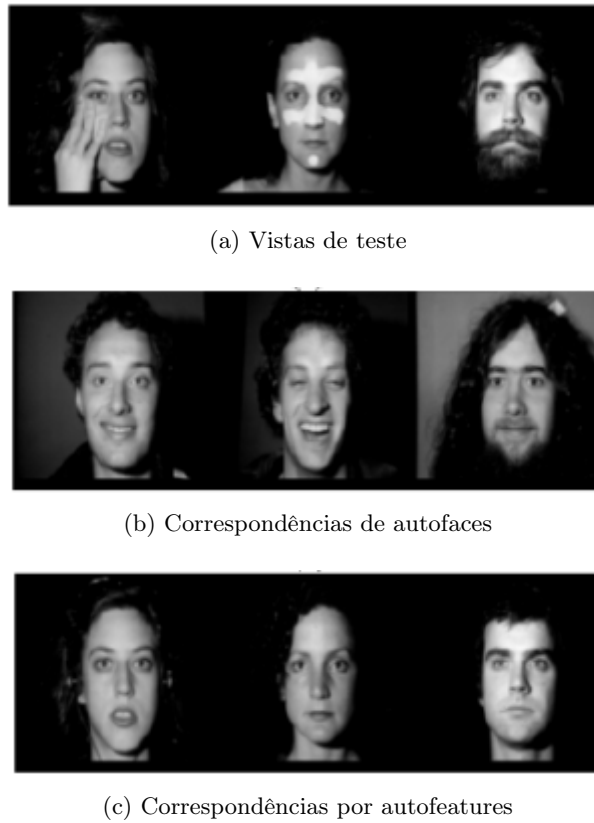 (a) Vistas de teste
(b) Correspondências de autofaces
(c) Correspondências por autofeatures